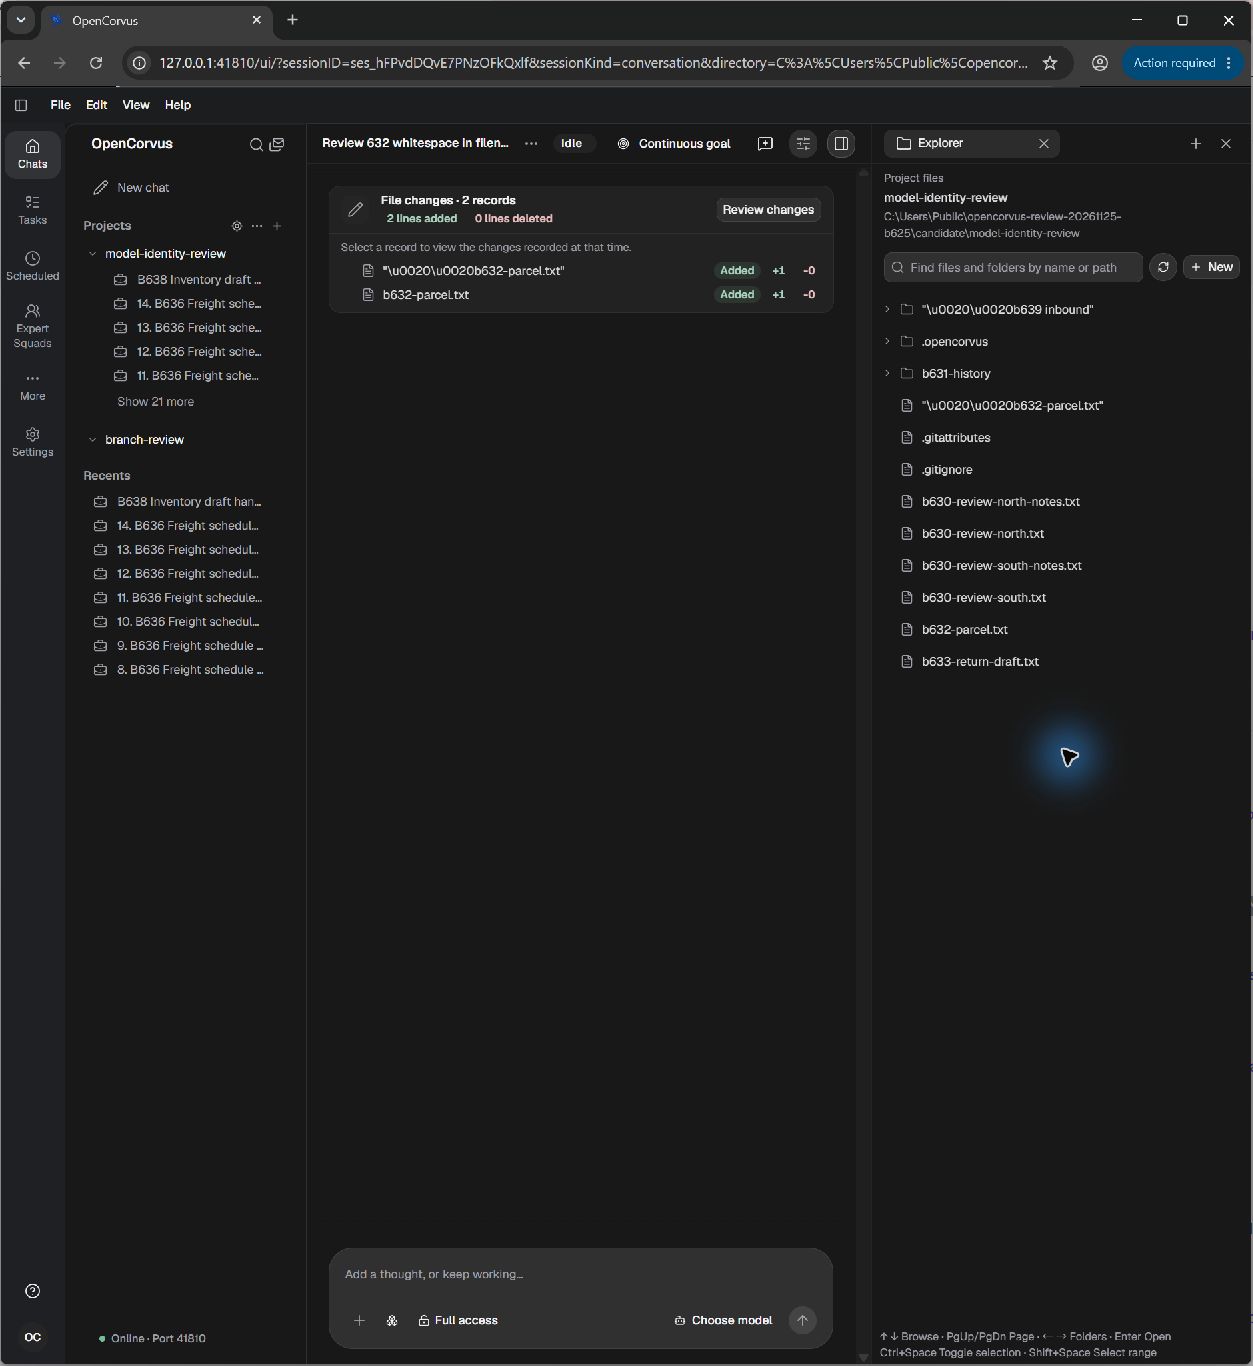 OpenCorvus
127.0.0.1:41810/ui/?sessionID=ses_hFPvdDQvE7PNzOFkQxlf&sessionKind=conversation&directory=C%3A%5CUsers%5CPublic%5Copencor...
Action required
File Edit View Help
Chats
Tasks
Scheduled
Expert
Squads
More
Settings
OC
OpenCorvus
New chat
Projects
model-identity-review
B638 Inventory draft ...
14. B636 Freight sche...
13. B636 Freight sche...
12. B636 Freight sche...
11. B636 Freight sche...
Show 21 more
branch-review
Recents
B638 Inventory draft han...
14. B636 Freight schedul...
13. B636 Freight schedul...
12. B636 Freight schedul...
11. B636 Freight schedule...
10. B636 Freight schedul...
9. B636 Freight schedule ...
8. B636 Freight schedule ...
Online · Port 41810
Review 632 whitespace in filen... ··· Idle Continuous goal
File changes · 2 records
2 lines added 0 lines deleted
Review changes
Select a record to view the changes recorded at that time.
"\u0020\u0020b632-parcel.txt" Added +1 -0
b632-parcel.txt Added +1 -0
Add a thought, or keep working...
Full access Choose model
Explorer
Project files
model-identity-review
C:\Users\Public\opencorvus-review-20261125-
b625\candidate\model-identity-review
Find files and folders by name or path
+ New
"\u0020\u0020b639 inbound"
.opencorvus
b631-history
"\u0020\u0020b632-parcel.txt"
.gitattributes
.gitignore
b630-review-north-notes.txt
b630-review-north.txt
b630-review-south-notes.txt
b630-review-south.txt
b632-parcel.txt
b633-return-draft.txt
↑ ↓ Browse · PgUp/PgDn Page · ← → Folders · Enter Open
Ctrl+Space Toggle selection · Shift+Space Select range